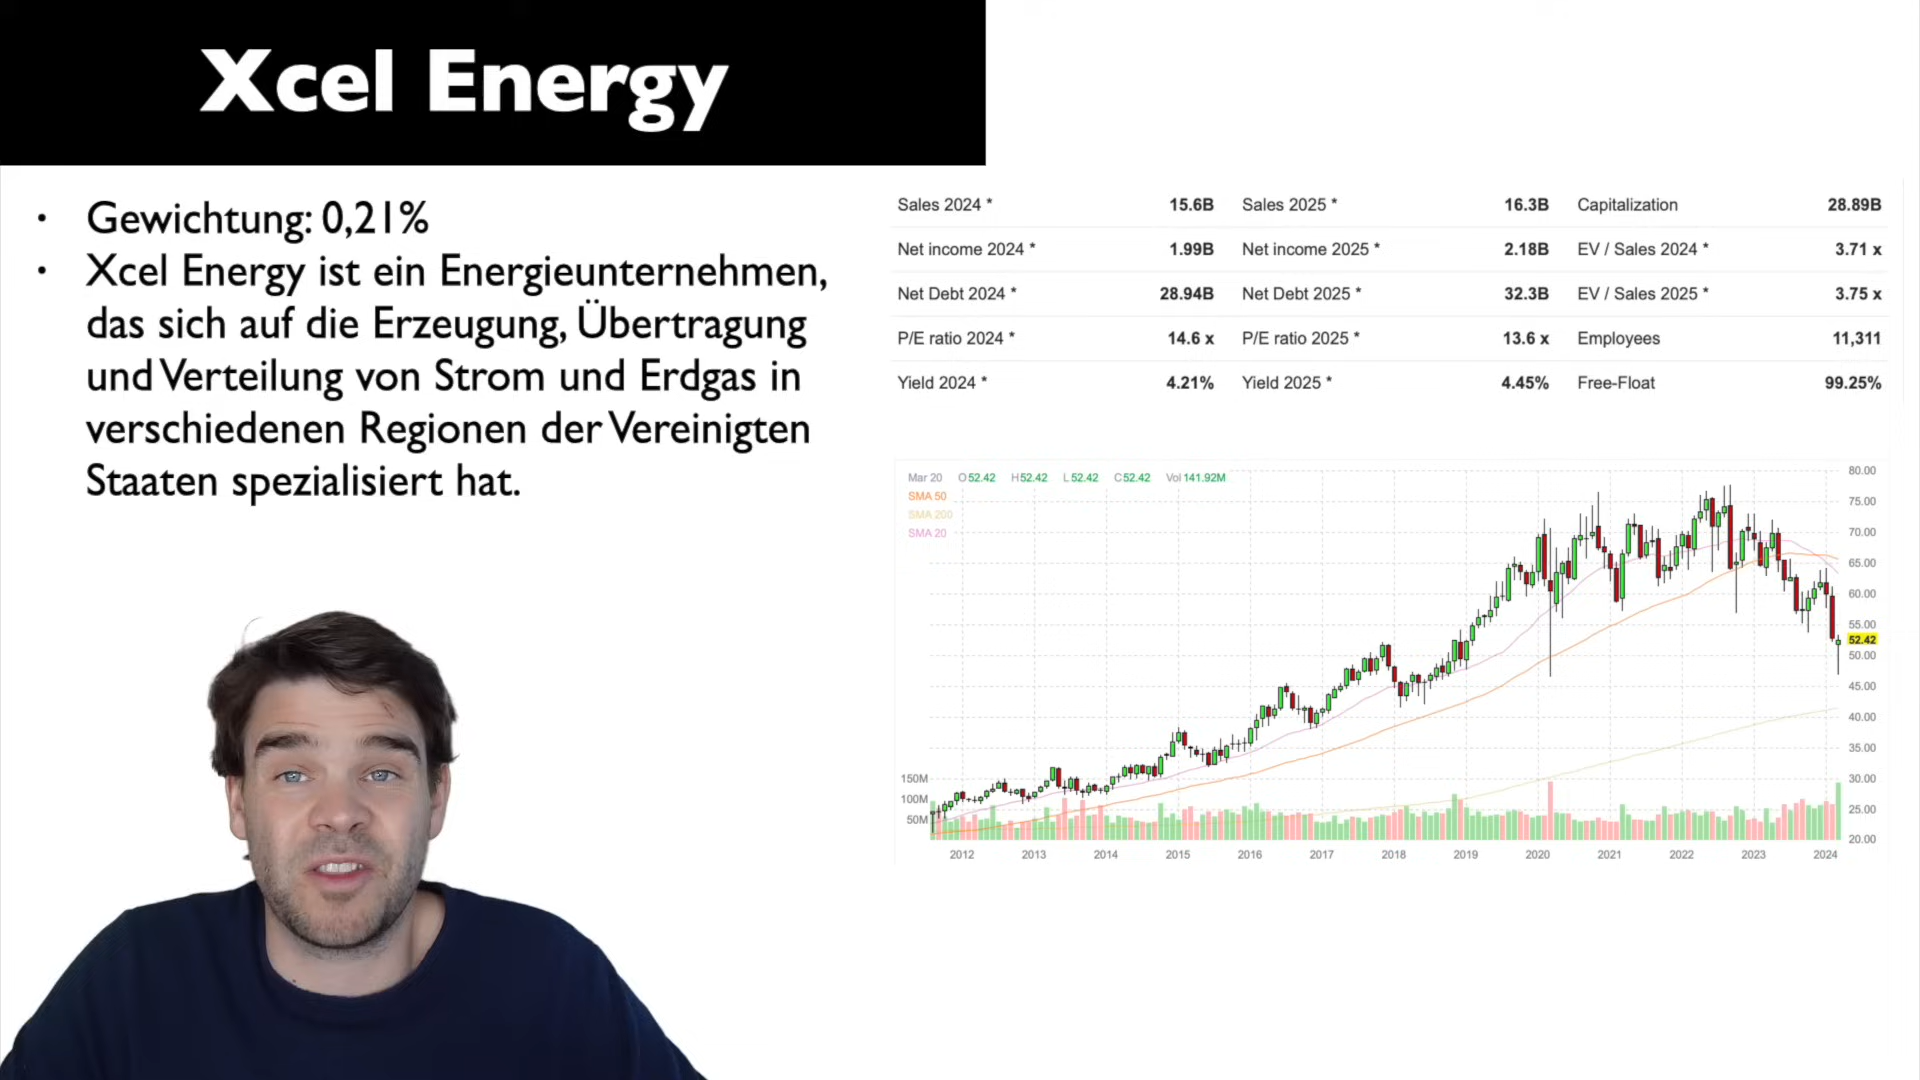 Xcel Energy
• Gewichtung: 0,21%
• Xcel Energy ist ein Energieunternehmen,
das sich auf die Erzeugung, Übertragung
und Verteilung von Strom und Erdgas in
verschiedenen Regionen der Vereinigten
Staaten spezialisiert hat.
Sales 2024 * 15.6B Sales 2025 * 16.3B Capitalization 28.89B
Net income 2024 * 1.99B Net income 2025 * 2.18B EV / Sales 2024 * 3.71 x
Net Debt 2024 * 28.94B Net Debt 2025 * 32.3B EV / Sales 2025 * 3.75 x
P/E ratio 2024 * 14.6 x P/E ratio 2025 * 13.6 x Employees 11,311
Yield 2024 * 4.21% Yield 2025 * 4.45% Free-Float 99.25%
Mar 20 O 52.42 H 52.42 L 52.42 C 52.42 Vol 141.92M
SMA 50
SMA 200
SMA 20
80.00
75.00
70.00
65.00
60.00
55.00
52.42
50.00
45.00
40.00
35.00
30.00
25.00
20.00
150M
100M
50M
2012 2013 2014 2015 2016 2017 2018 2019 2020 2021 2022 2023 2024